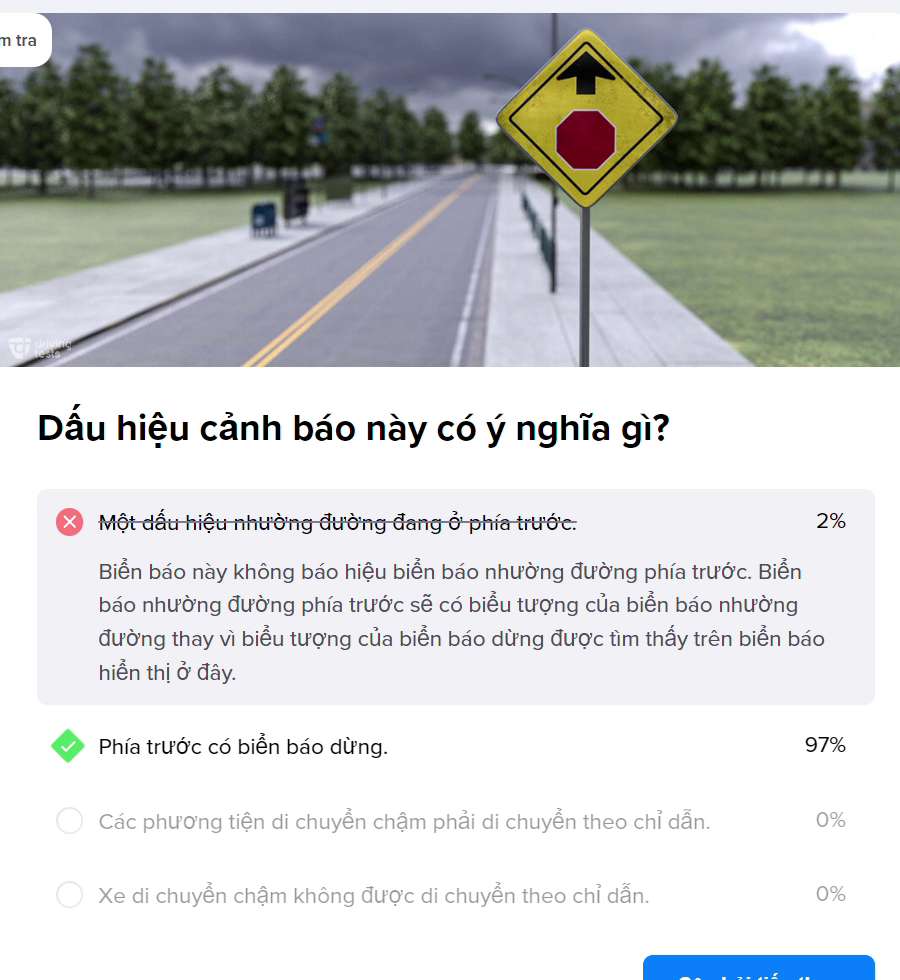 m tra
driving
tests
Dấu hiệu cảnh báo này có ý nghĩa gì?
Một dấu hiệu nhường đường đang ở phía trước.
2%
Biển báo này không báo hiệu biển báo nhường đường phía trước. Biển
báo nhường đường phía trước sẽ có biểu tượng của biển báo nhường
đường thay vì biểu tượng của biển báo dừng được tìm thấy trên biển báo
hiển thị ở đây.
Phía trước có biển báo dừng.
97%
Các phương tiện di chuyển chậm phải di chuyển theo chỉ dẫn.
0%
Xe di chuyển chậm không được di chuyển theo chỉ dẫn.
0%